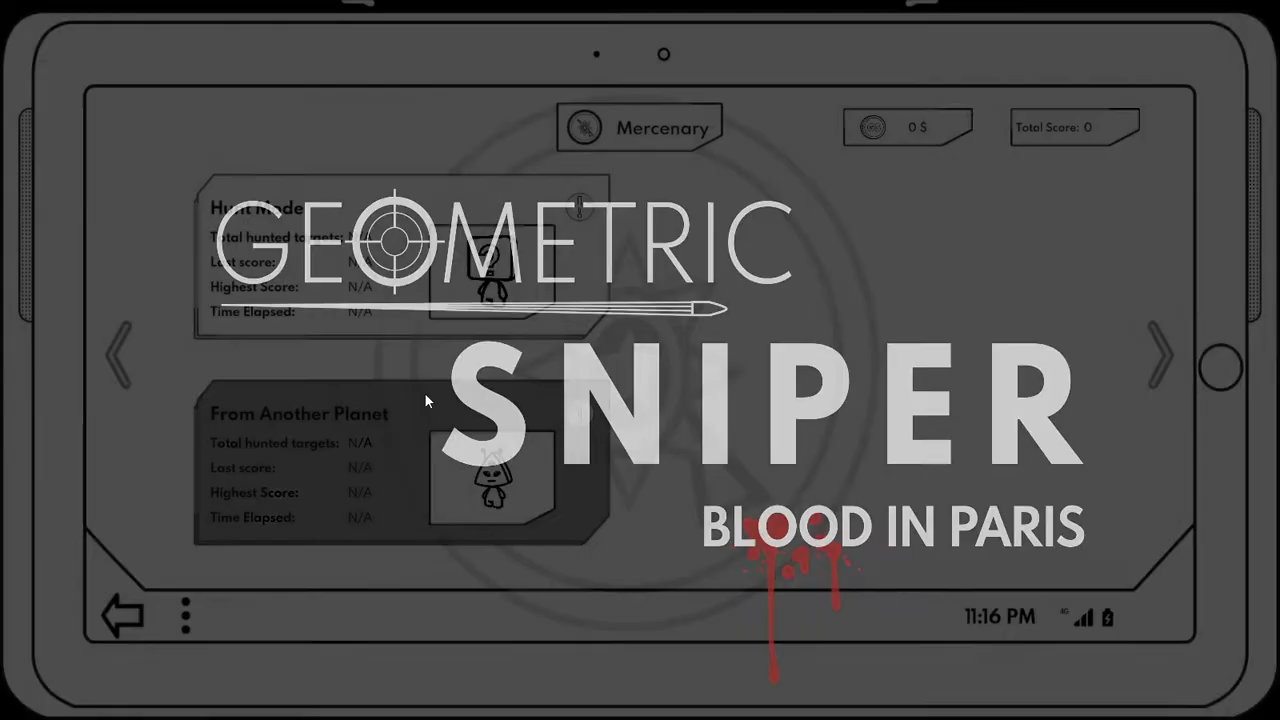 Mercenary
0 $
Total Score: 0
Hunt Mode
GEOMETRIC
Total hunted targets: N/A
Last score: N/A
Highest Score: N/A
Time Elapsed: N/A
SNIPER
From Another Planet
Total hunted targets: N/A
Last score: N/A
Highest Score: N/A
Time Elapsed: N/A
BLOOD IN PARIS
11:16 PM
4G